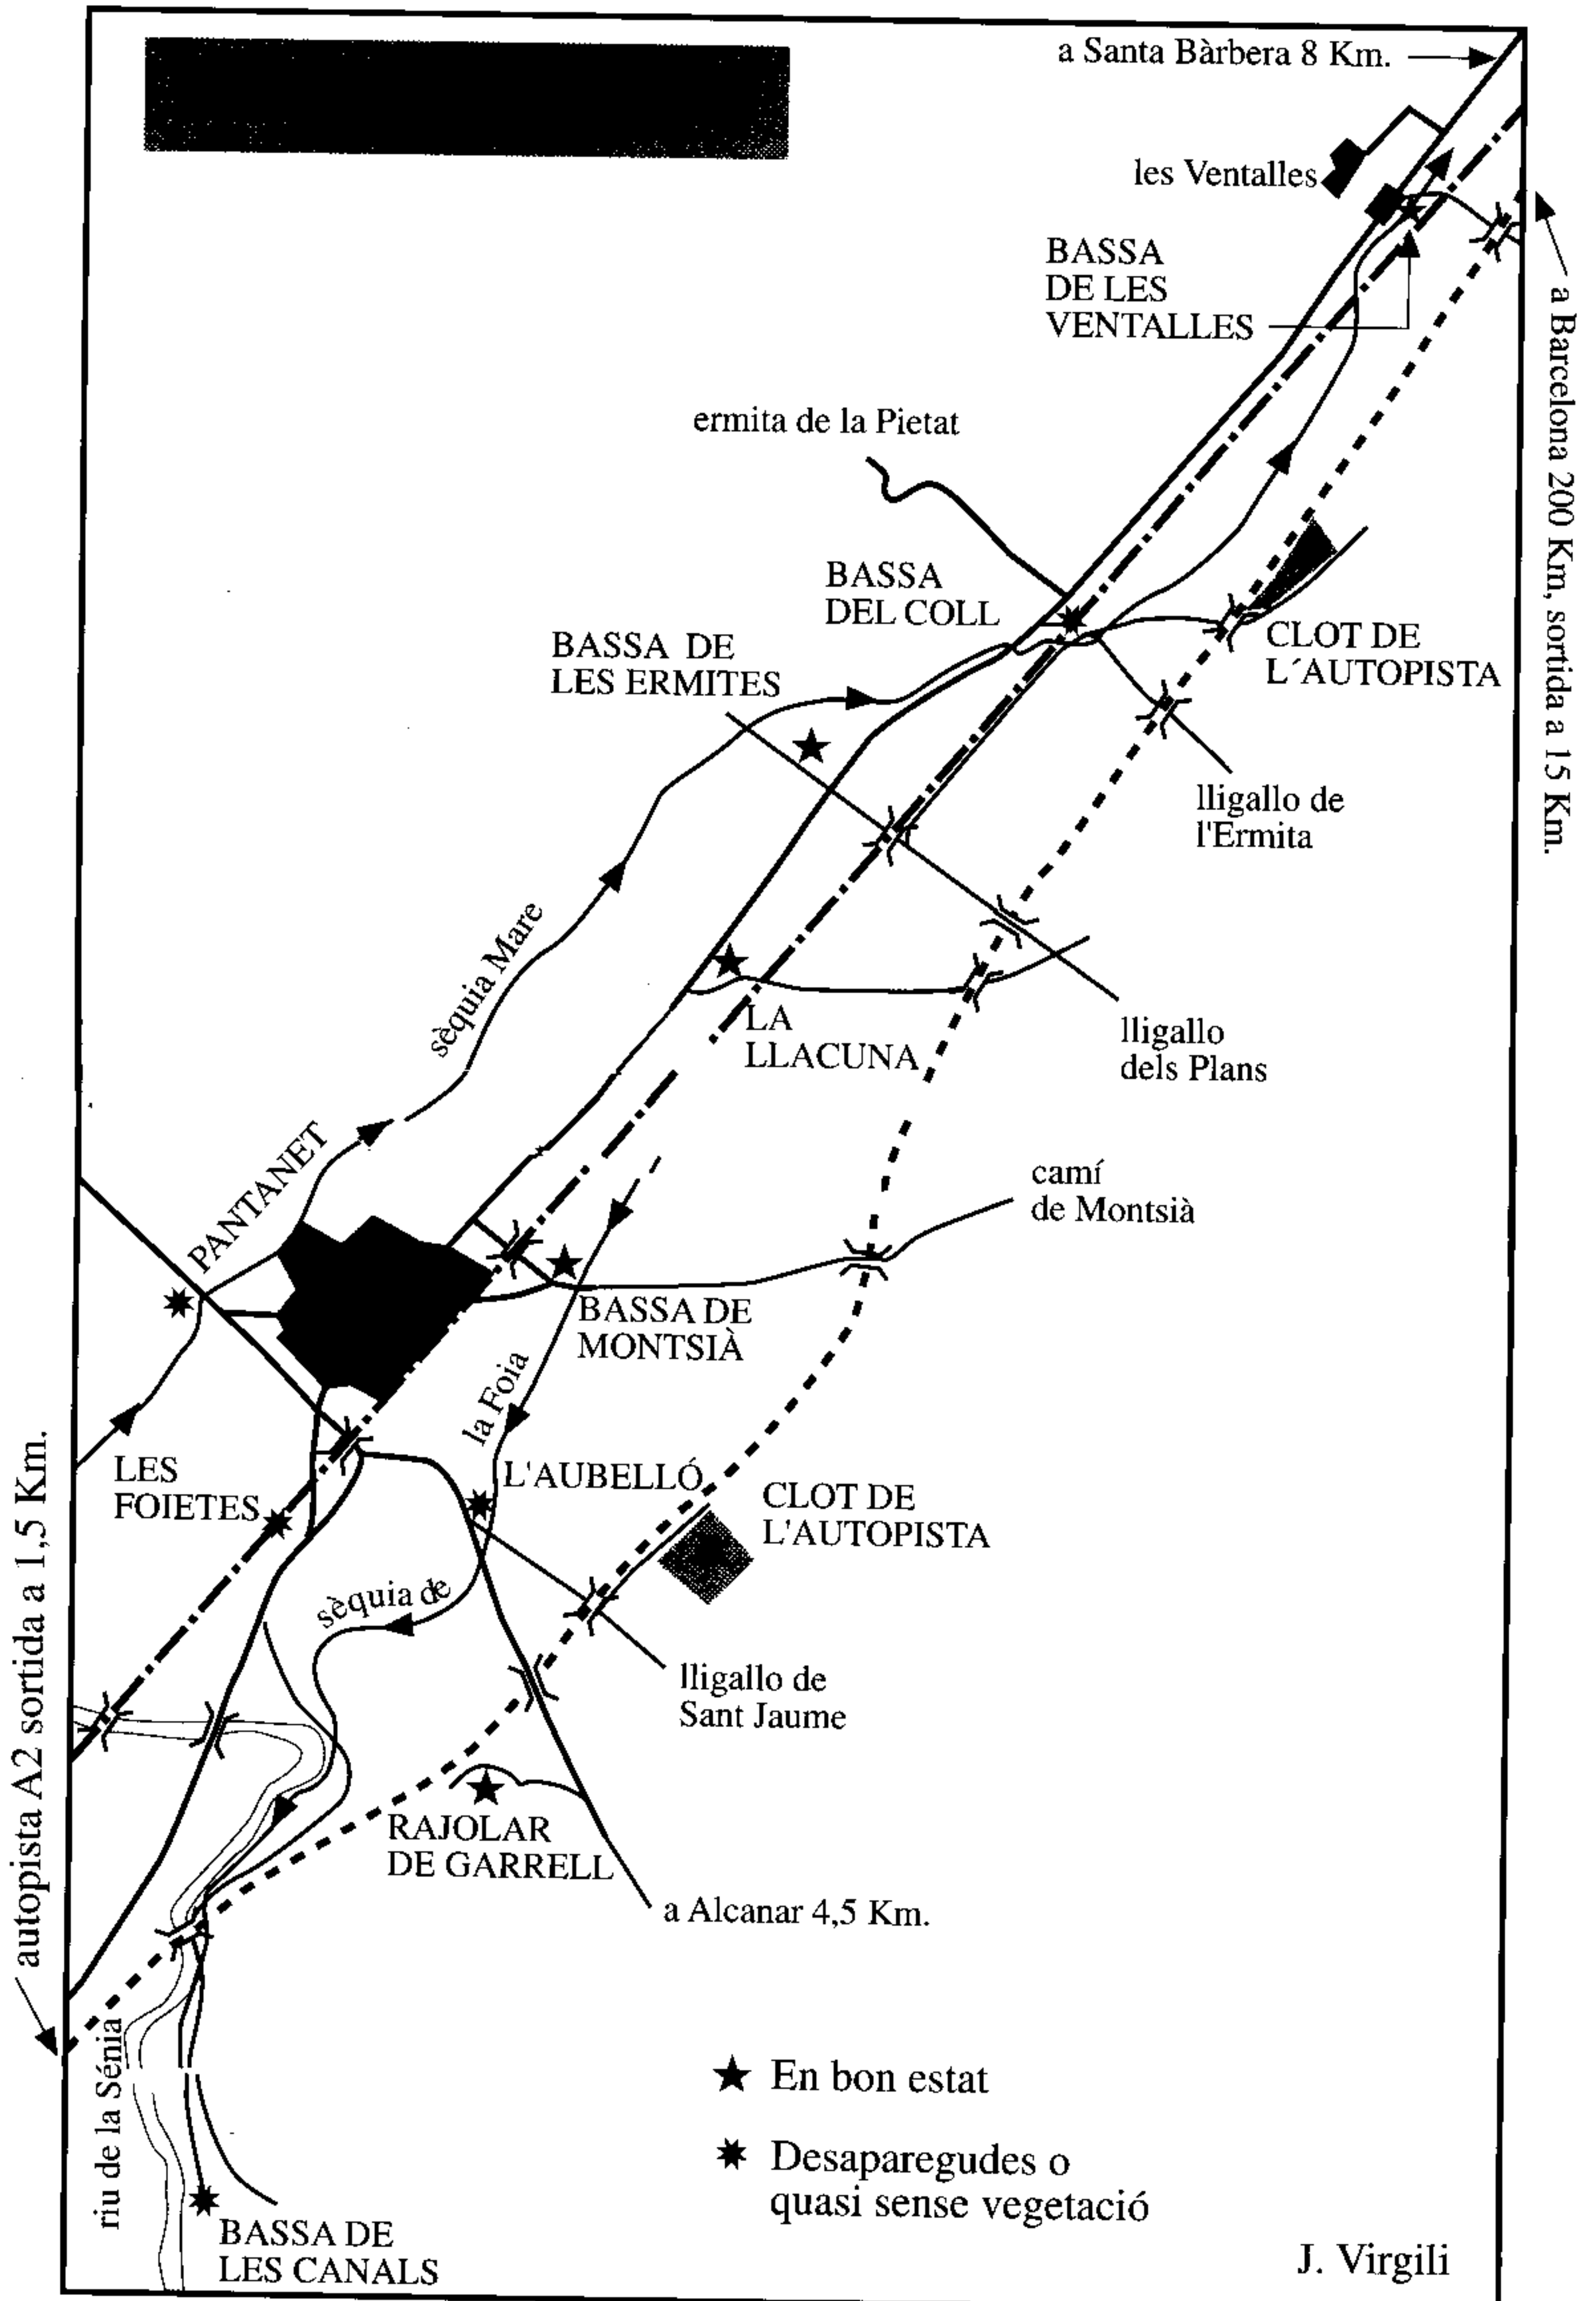 a Santa Bàrbera 8 Km.
les Ventalles
BASSA
DE LES
VENTALLES
a Barcelona 200 Km, sortida a 15 Km.
ermita de la Pietat
BASSA
DEL COLL
BASSA DE
LES ERMITES
CLOT DE
L´AUTOPISTA
lligallo de
l'Ermita
sèquia Mare
LA
LLACUNA
lligallo
dels Plans
PANTANET
camí
de Montsià
BASSA DE
MONTSIÀ
la Foia
LES
FOIETES
L'AUBELLÓ
CLOT DE
L'AUTOPISTA
sèquia de
lligallo de
Sant Jaume
autopista A2 sortida a 1,5 Km.
RAJOLAR
DE GARRELL
a Alcanar 4,5 Km.
riu de la Sénia
★ En bon estat
✷ Desaparegudes o
quasi sense vegetació
BASSA DE
LES CANALS
J. Virgili